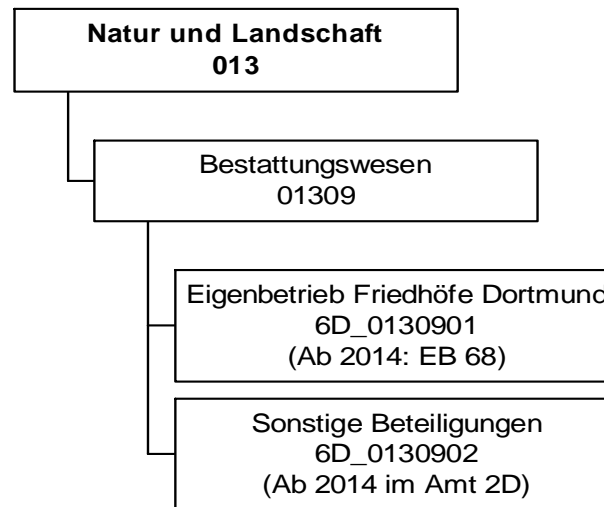 Natur und Landschaft
013
Bestattungswesen
01309
Eigenbetrieb Friedhöfe Dortmund
6D_0130901
(Ab 2014: EB 68)
Sonstige Beteiligungen
6D_0130902
(Ab 2014 im Amt 2D)